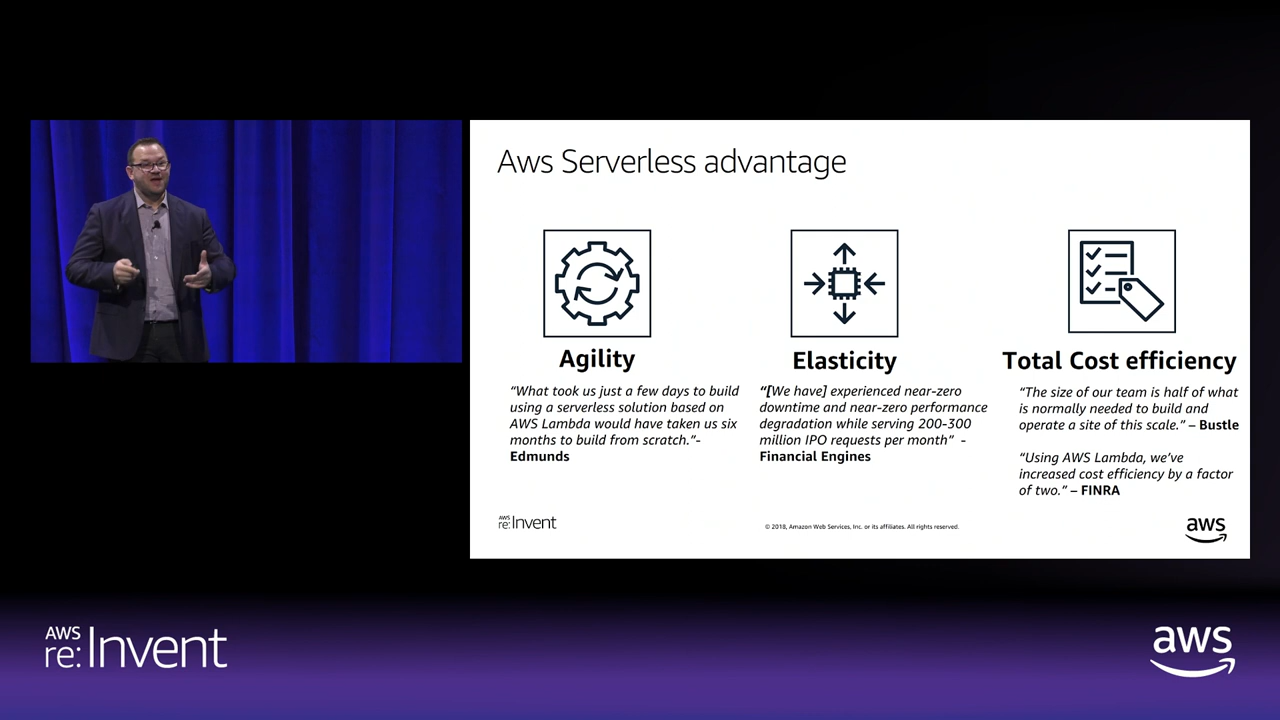 Aws Serverless advantage
Agility
“What took us just a few days to build
using a serverless solution based on
AWS Lambda would have taken us six
months to build from scratch.”-
Edmunds
Elasticity
“[We have] experienced near-zero
downtime and near-zero performance
degradation while serving 200-300
million IPO requests per month” -
Financial Engines
Total Cost efficiency
“The size of our team is half of what
is normally needed to build and
operate a site of this scale.” – Bustle
“Using AWS Lambda, we’ve
increased cost efficiency by a factor
of two.” – FINRA
AWS
re:Invent
© 2018, Amazon Web Services, Inc. or its affiliates. All rights reserved.
aws
AWS
re:Invent
aws